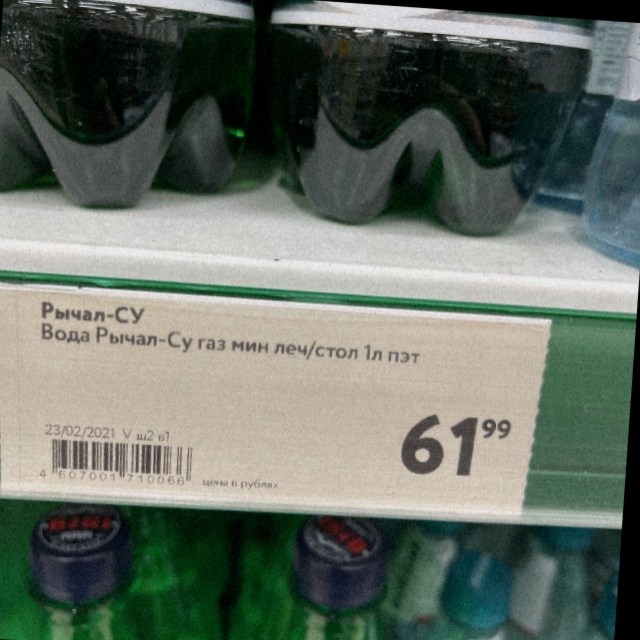 Рычал-СУ
Вода Рычал-Су газ мин леч/стол 1л пэт
61 99
23/02/2021 V ш2 в1
4 607001 710066
цены в рублях